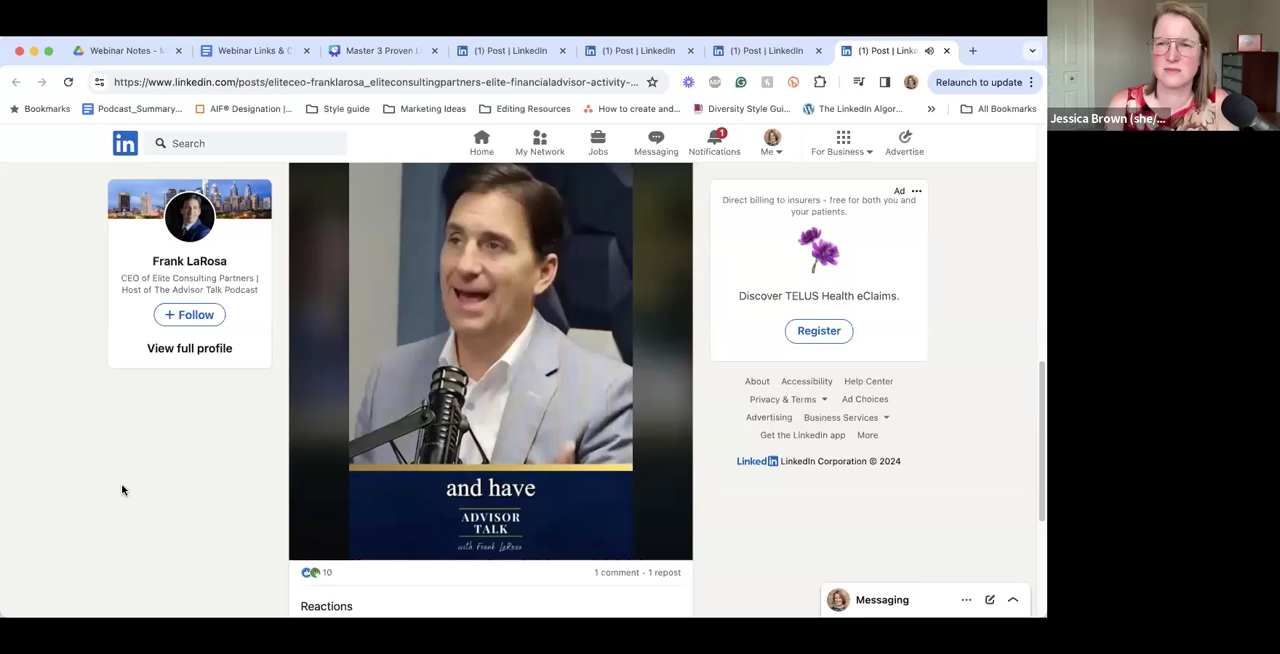 Webinar Notes - M
Webinar Links & C
Master 3 Proven L
(1) Post | LinkedIn
(1) Post | LinkedIn
(1) Post | LinkedIn
(1) Post | Linke
https://www.linkedin.com/posts/eliteceo-franklarosa_eliteconsultingpartners-elite-financialadvisor-activity-...
Relaunch to update
Bookmarks
Podcast_Summary...
AIF® Designation |...
Style guide
Marketing Ideas
Editing Resources
How to create and...
Diversity Style Gui...
The LinkedIn Algor...
»
All Bookmarks
Jessica Brown (she/...
in
Search
Home
My Network
Jobs
Messaging
1
Notifications
Me
For Business
Advertise
Frank LaRosa
CEO of Elite Consulting Partners |
Host of The Advisor Talk Podcast
+ Follow
View full profile
and have
ADVISOR
TALK
with Frank LaRosa
10
1 comment · 1 repost
Reactions
Ad
Direct billing to insurers - free for both you and
your patients.
Discover TELUS Health eClaims.
Register
About
Accessibility
Help Center
Privacy & Terms
Ad Choices
Advertising
Business Services
Get the LinkedIn app
More
LinkedIn LinkedIn Corporation © 2024
Messaging